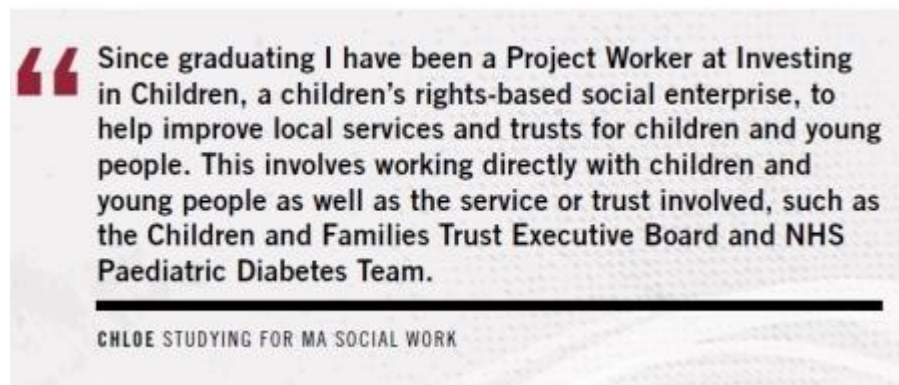 “ Since graduating I have been a Project Worker at Investing
in Children, a children’s rights-based social enterprise, to
help improve local services and trusts for children and young
people. This involves working directly with children and
young people as well as the service or trust involved, such as
the Children and Families Trust Executive Board and NHS
Paediatric Diabetes Team.
CHLOE STUDYING FOR MA SOCIAL WORK